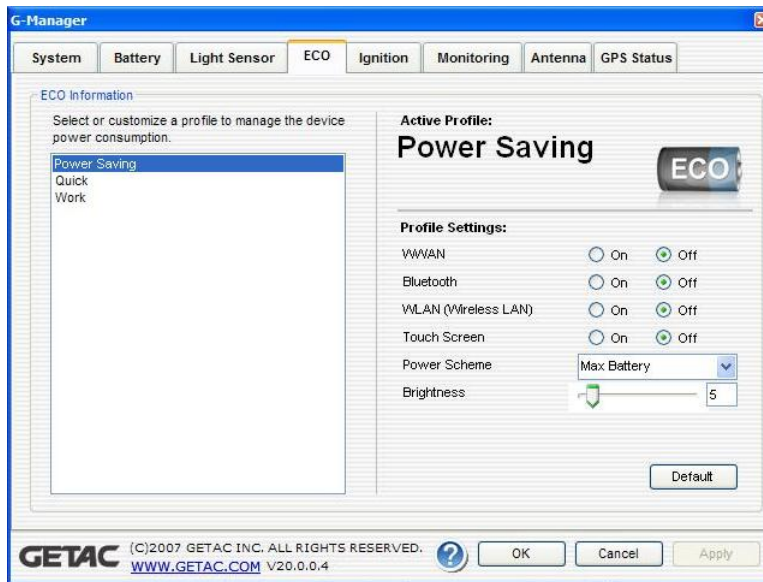 G-Manager
System Battery Light Sensor ECO Ignition Monitoring Antenna GPS Status
ECO Information
Select or customize a profile to manage the device
power consumption.
Power Saving
Quick
Work
Active Profile:
Power Saving
ECO
Profile Settings:
WWAN On Off
Bluetooth On Off
WLAN (Wireless LAN) On Off
Touch Screen On Off
Power Scheme Max Battery
Brightness 5
Default
GETAC (C)2007 GETAC INC. ALL RIGHTS RESERVED.
WWW.GETAC.COM V20.0.0.4
? OK Cancel Apply